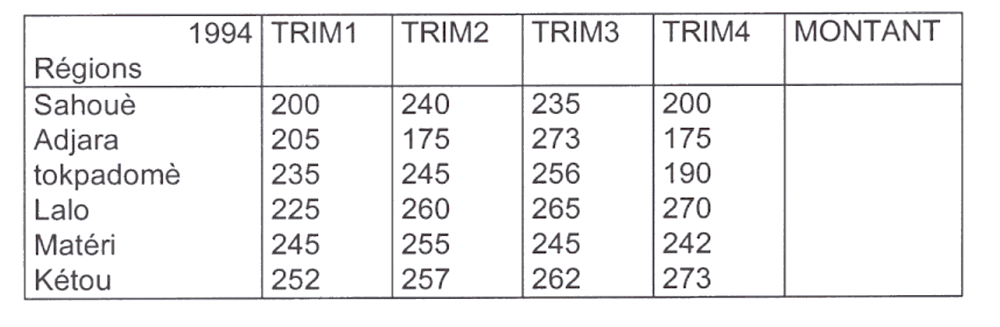 1994 TRIM1 TRIM2 TRIM3 TRIM4 MONTANT
Régions
Sahouè 200 240 235 200
Adjara 205 175 273 175
tokpadomè 235 245 256 190
Lalo 225 260 265 270
Matéri 245 255 245 242
Kétou 252 257 262 273